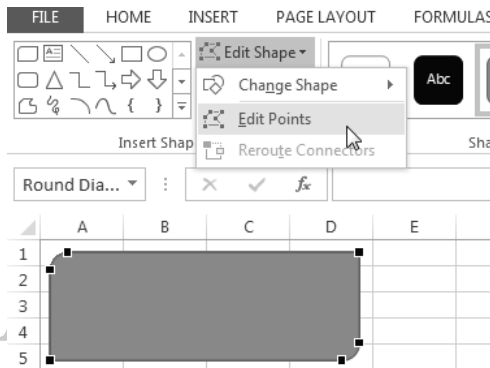 FILE HOME INSERT PAGE LAYOUT FORMULAS
Edit Shape
Change Shape
Abc
Edit Points
Reroute Connectors
Insert Shap
Sha
Round Dia...
fx
A B C D E
1
2
3
4
5